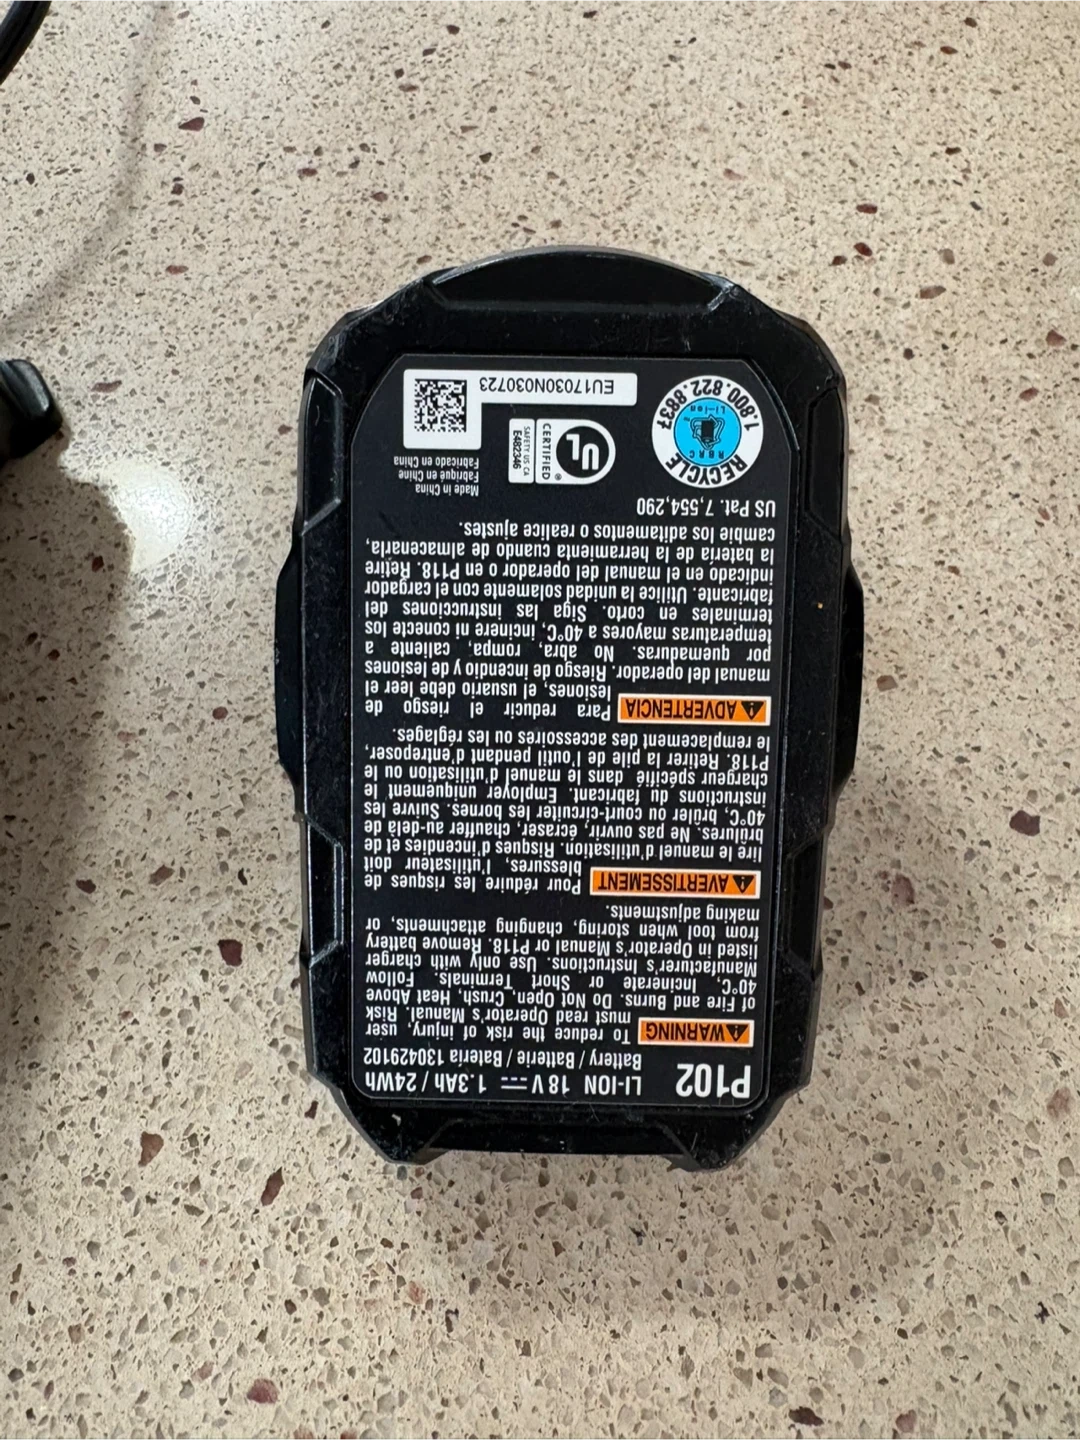 P102
LI-ION 18V ⎓ 1.3Ah / 24Wh
Battery / Batterie / Batería 130429102
⚠WARNING To reduce the risk of injury, user
must read Operator's Manual. Risk
of Fire and Burns. Do Not Open, Crush, Heat Above
40°C, Incinerate or Short Terminals. Follow
Manufacturer's Instructions. Use only with charger
listed in Operator's Manual or P118. Remove battery
from tool when storing, changing attachments, or
making adjustments.
⚠AVERTISSEMENT Pour réduire les risques de
blessures, l'utilisateur doit
lire le manuel d'utilisation. Risques d'incendies et de
brûlures. Ne pas ouvrir, écraser, chauffer au-delà de
40°C, brûler ou court-circuiter les bornes. Suivre les
instructions du fabricant. Employer uniquement le
chargeur spécifié dans le manuel d'utilisation ou le
P118. Retirer la pile de l'outil pendant d'entreposer,
le remplacement des accessoires ou les réglages.
⚠ADVERTENCIA Para reducir el riesgo de
lesiones, el usuario debe leer el
manual del operador. Riesgo de incendio y de lesiones
por quemaduras. No abra, rompa, caliente a
temperaturas mayores a 40°C, incinere ni conecte los
terminales en corto. Siga las instrucciones del
fabricante. Utilice la unidad solamente con el cargador
indicado en el manual del operador o en P118. Retire
la batería de la herramienta cuando de almacenarla,
cambie los aditamentos o realice ajustes.
US Pat. 7,554,290
RECYCLE
RBRC
Li-Ion
1.800.822.8837
UL
®
CERTIFIED
SAFETY US CA
E482346
Made in China
Fabriqué en Chine
Fabricado en China
EU17030N030723